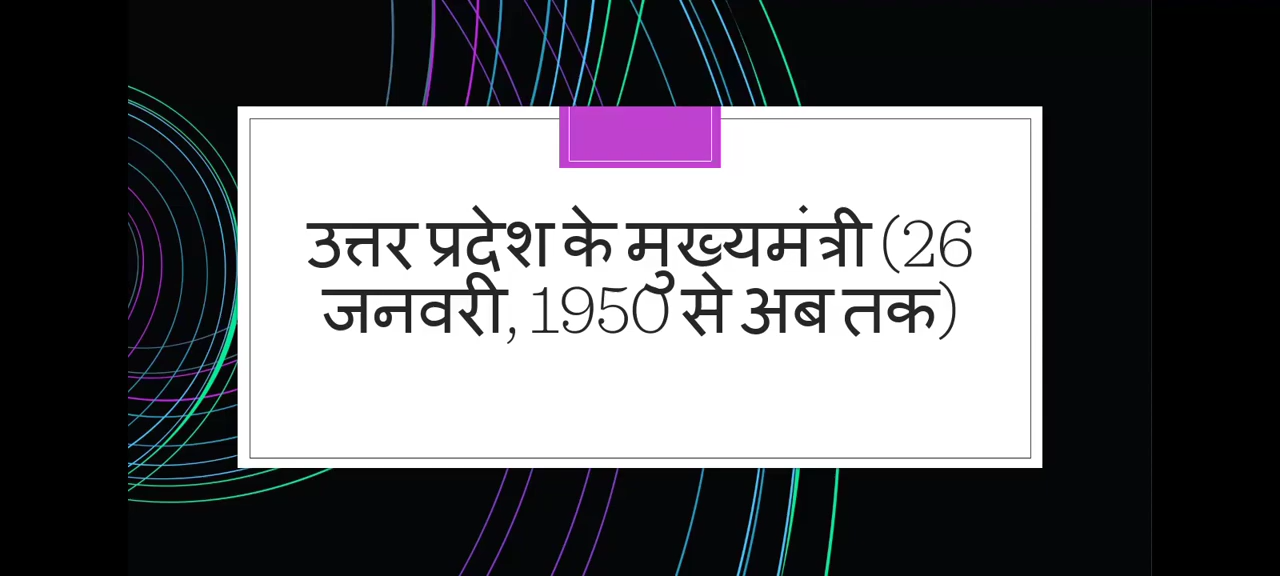 उत्तर प्रदेश के मुख्यमंत्री (26
जनवरी, 1950 से अब तक)